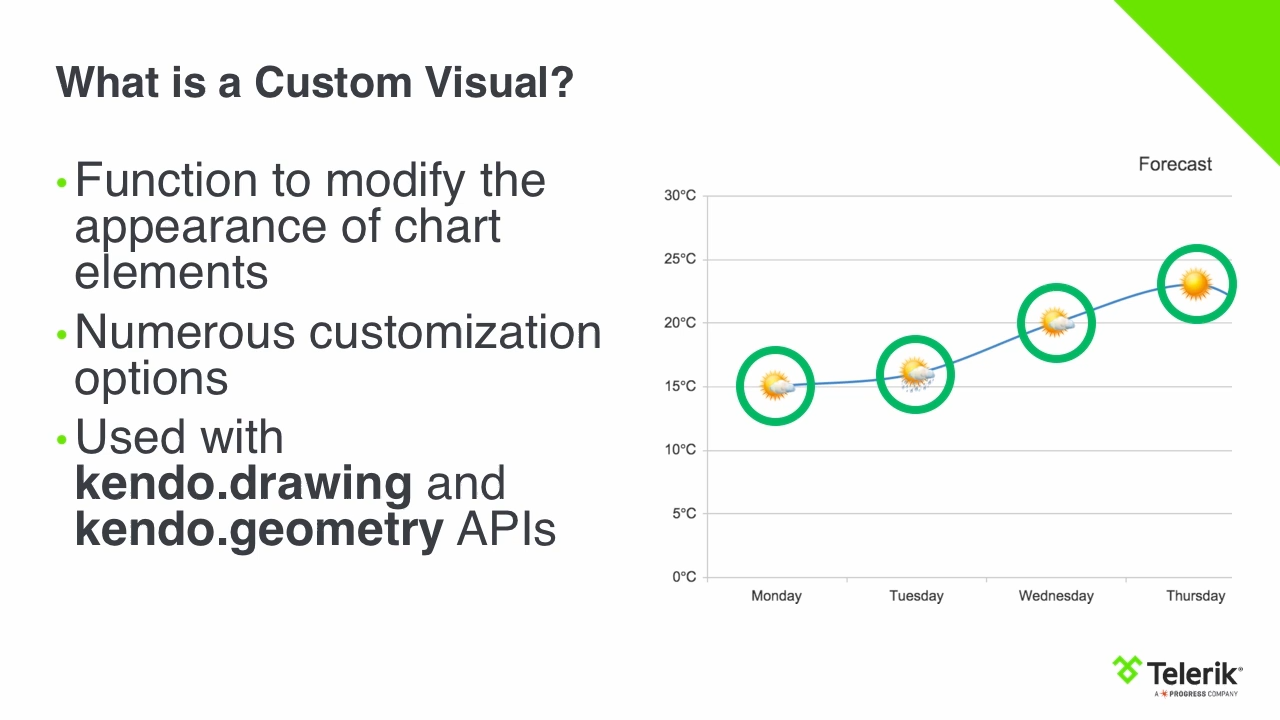 What is a Custom Visual?
• Function to modify the
appearance of chart
elements
• Numerous customization
options
• Used with
kendo.drawing and
kendo.geometry APIs
Forecast
30°C
25°C
20°C
15°C
10°C
5°C
0°C
Monday Tuesday Wednesday Thursday
Telerik®
A PROGRESS COMPANY